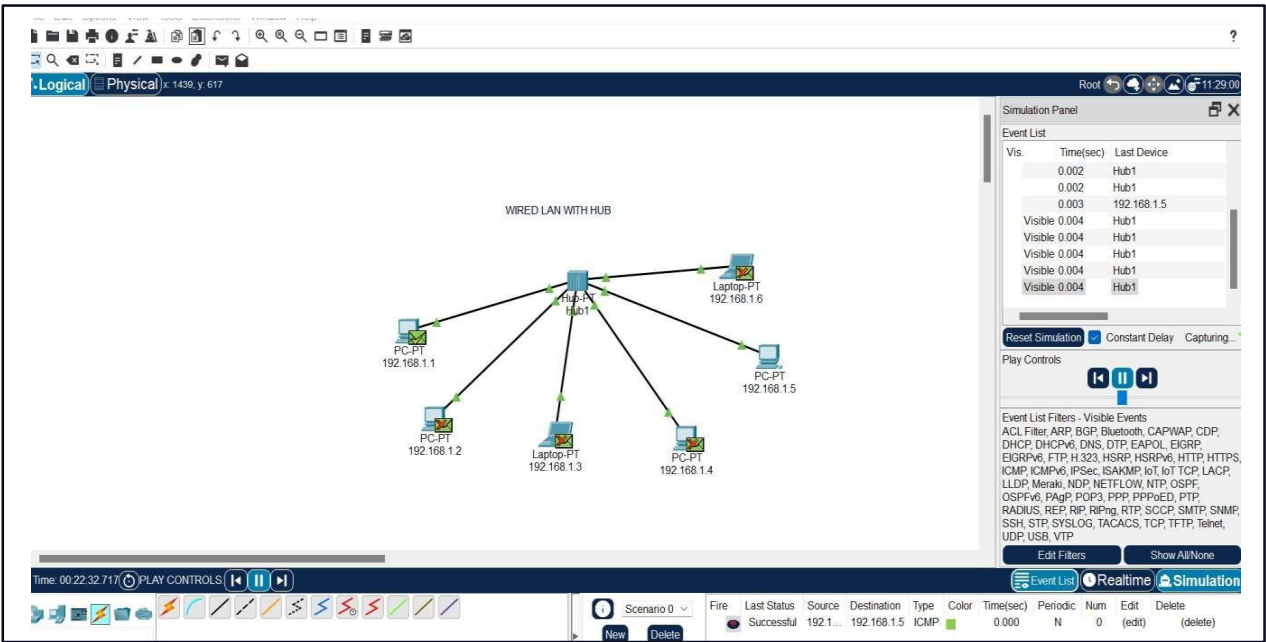 Logical Physical x: 1439, y: 617
Root 11:29:00
WIRED LAN WITH HUB
Hub-PT
Hub1
Laptop-PT
192.168.1.6
PC-PT
192.168.1.1
PC-PT
192.168.1.5
PC-PT
192.168.1.2
Laptop-PT
192.168.1.3
PC-PT
192.168.1.4
Simulation Panel
Event List
Vis. Time(sec) Last Device
0.002 Hub1
0.002 Hub1
0.003 192.168.1.5
Visible 0.004 Hub1
Visible 0.004 Hub1
Visible 0.004 Hub1
Visible 0.004 Hub1
Visible 0.004 Hub1
Reset Simulation Constant Delay Capturing...
Play Controls
Event List Filters - Visible Events
ACL Filter, ARP, BGP, Bluetooth, CAPWAP, CDP,
DHCP, DHCPv6, DNS, DTP, EAPOL, EIGRP,
EIGRPv6, FTP, H.323, HSRP, HSRPv6, HTTP, HTTPS,
ICMP, ICMPv6, IPSec, ISAKMP, IoT, IoT TCP, LACP,
LLDP, Meraki, NDP, NETFLOW, NTP, OSPF,
OSPFv6, PAgP, POP3, PPP, PPPoED, PTP,
RADIUS, REP, RIP, RIPng, RTP, SCCP, SMTP, SNMP,
SSH, STP, SYSLOG, TACACS, TCP, TFTP, Telnet,
UDP, USB, VTP
Edit Filters Show All/None
Time: 00:22:32.717 PLAY CONTROLS:
Event List Realtime Simulation
Scenario 0
New Delete
Fire Last Status Source Destination Type Color Time(sec) Periodic Num Edit Delete
Successful 192.1... 192.168.1.5 ICMP 0.000 N 0 (edit) (delete)